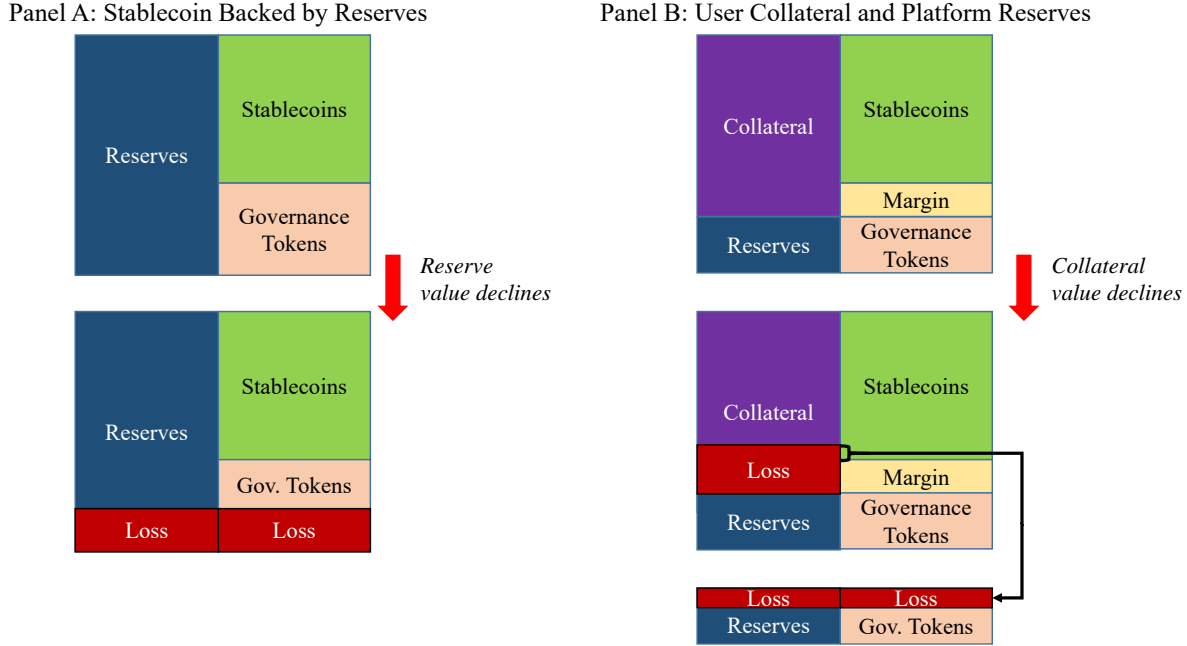 Panel A: Stablecoin Backed by Reserves
Reserves
Stablecoins
Governance
Tokens
Reserve
value declines
Reserves
Stablecoins
Gov. Tokens
Loss
Loss
Panel B: User Collateral and Platform Reserves
Collateral
Stablecoins
Margin
Reserves
Governance
Tokens
Collateral
value declines
Collateral
Stablecoins
Loss
Margin
Reserves
Governance
Tokens
Loss
Loss
Reserves
Gov. Tokens